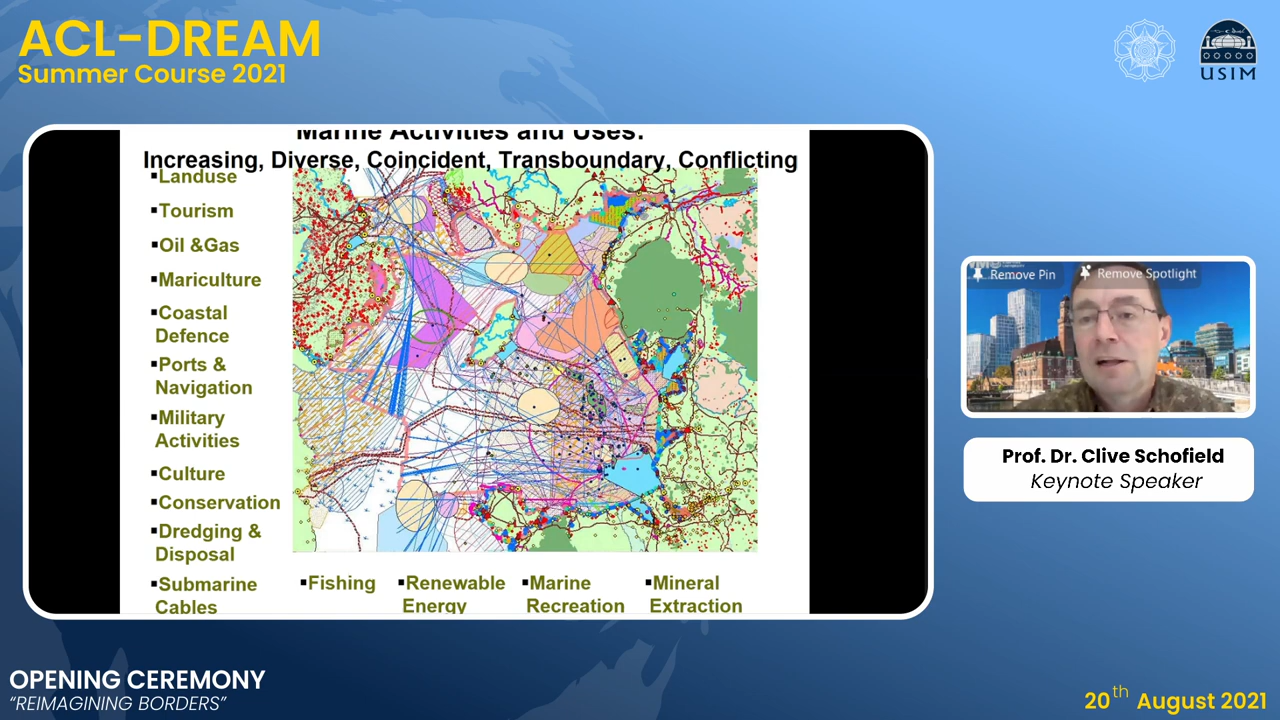 ACL-DREAM
Summer Course 2021
USIM
Marine Activities and Uses:
Increasing, Diverse, Coincident, Transboundary, Conflicting
▪Landuse
▪Tourism
▪Oil &Gas
▪Mariculture
▪Coastal
Defence
▪Ports &
Navigation
▪Military
Activities
▪Culture
▪Conservation
▪Dredging &
Disposal
▪Submarine
Cables
▪Fishing
▪Renewable
Energy
▪Marine
Recreation
▪Mineral
Extraction
Remove Pin
Remove Spotlight
Prof. Dr. Clive Schofield
Keynote Speaker
OPENING CEREMONY
"REIMAGINING BORDERS"
20th August 2021